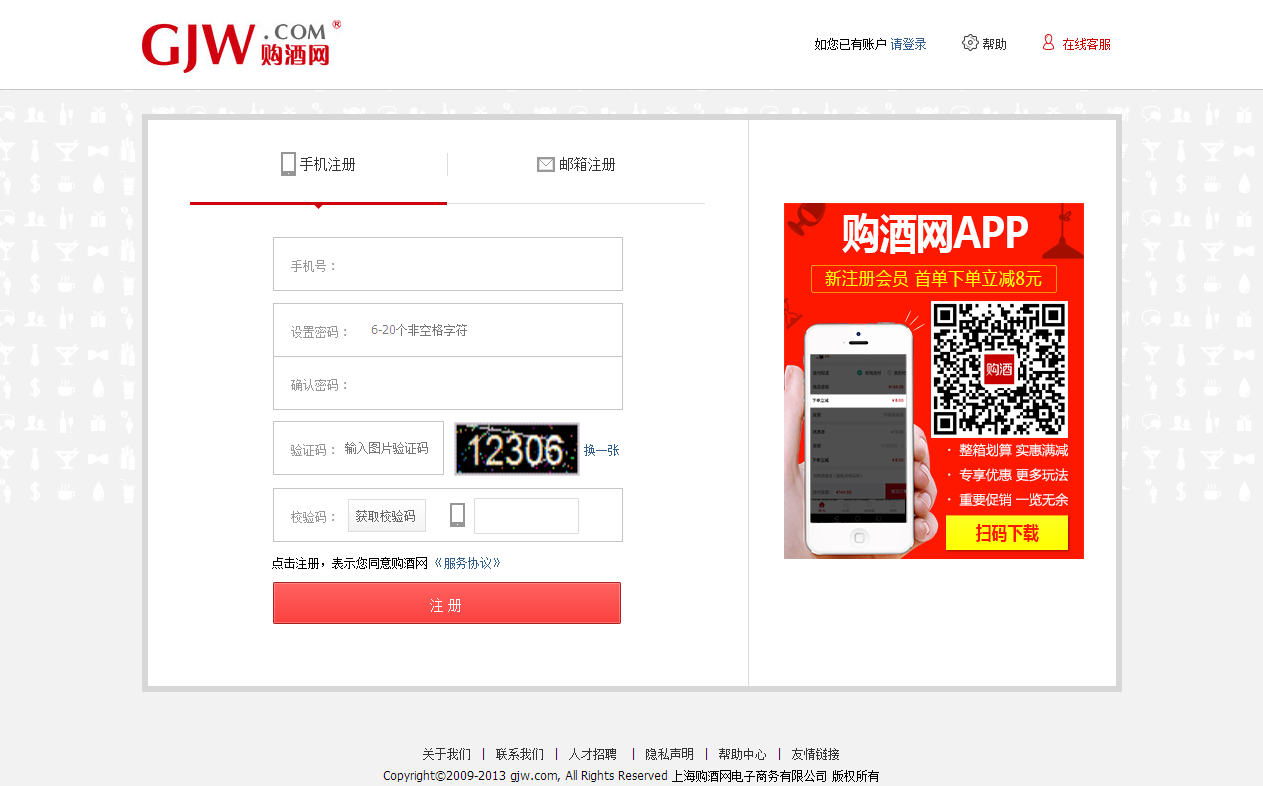 GJW.COM®
购酒网
如您已有账户 请登录 帮助 在线客服
手机注册 邮箱注册
手机号：
设置密码： 6-20个非空格字符
确认密码：
验证码： 输入图片验证码 12306 换一张
校验码： 获取校验码
点击注册，表示您同意购酒网 《服务协议》
注 册
购酒网APP
新注册会员 首单下单立减8元
购酒
下单立减
· 整箱划算 实惠满减
· 专享优惠 更多玩法
· 重要促销 一览无余
扫码下载
关于我们 | 联系我们 | 人才招聘 | 隐私声明 | 帮助中心 | 友情链接
Copyright©2009-2013 gjw.com, All Rights Reserved 上海购酒网电子商务有限公司 版权所有